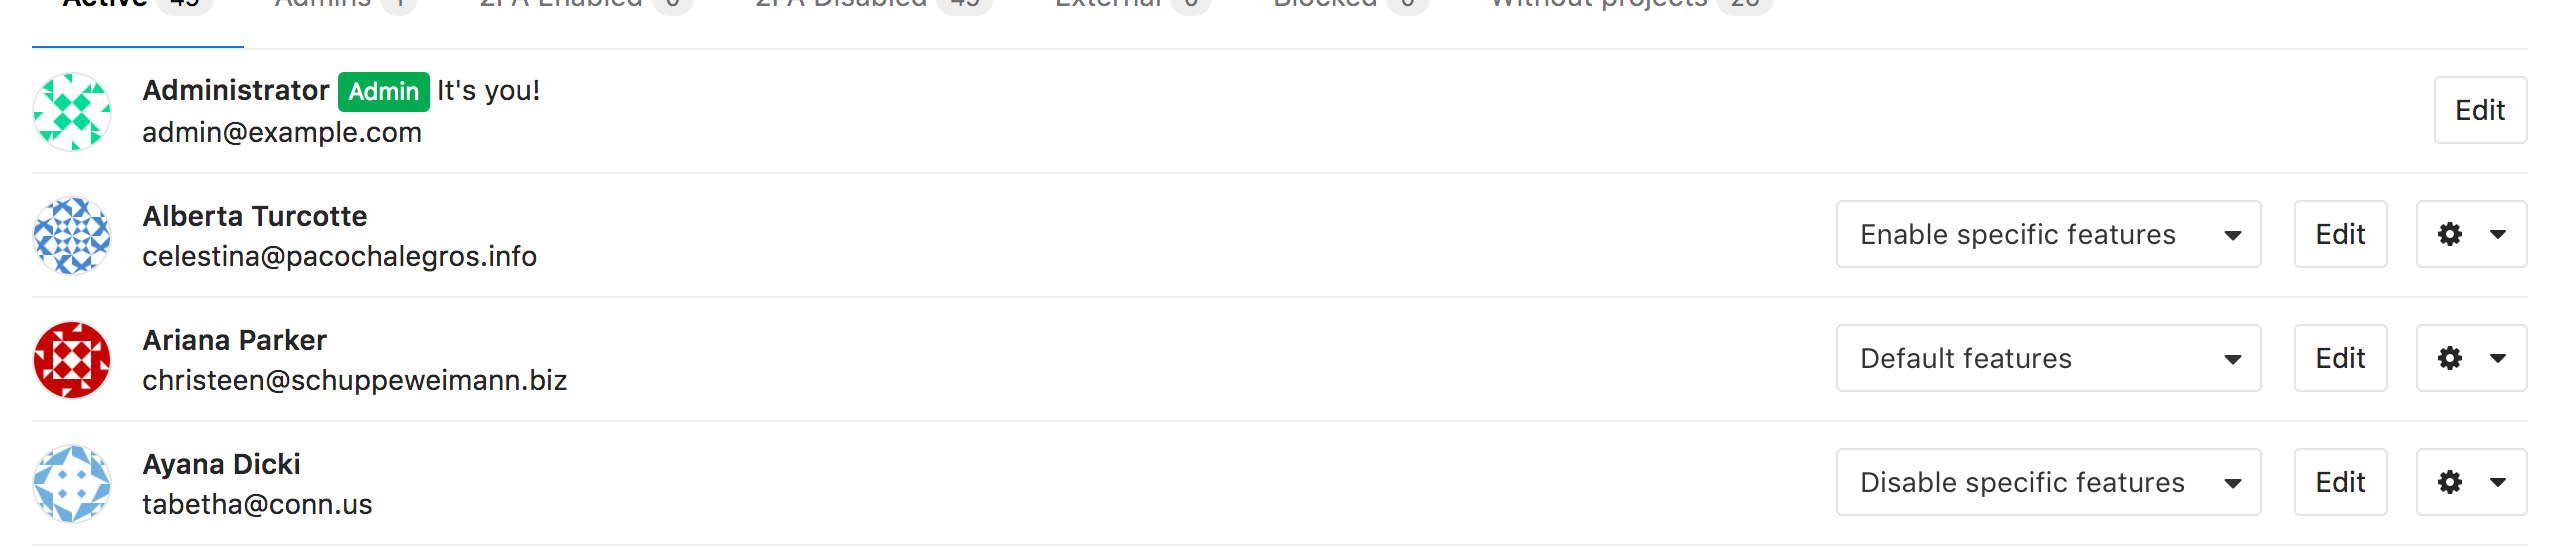 Active 49 Admins 1 2FA Enabled 0 2FA Disabled 49 External 0 Blocked 0 Without projects 26
Administrator Admin It's you!
admin@example.com
Edit
Alberta Turcotte
celestina@pacochalegros.info
Enable specific features Edit
Ariana Parker
christeen@schuppeweimann.biz
Default features Edit
Ayana Dicki
tabetha@conn.us
Disable specific features Edit